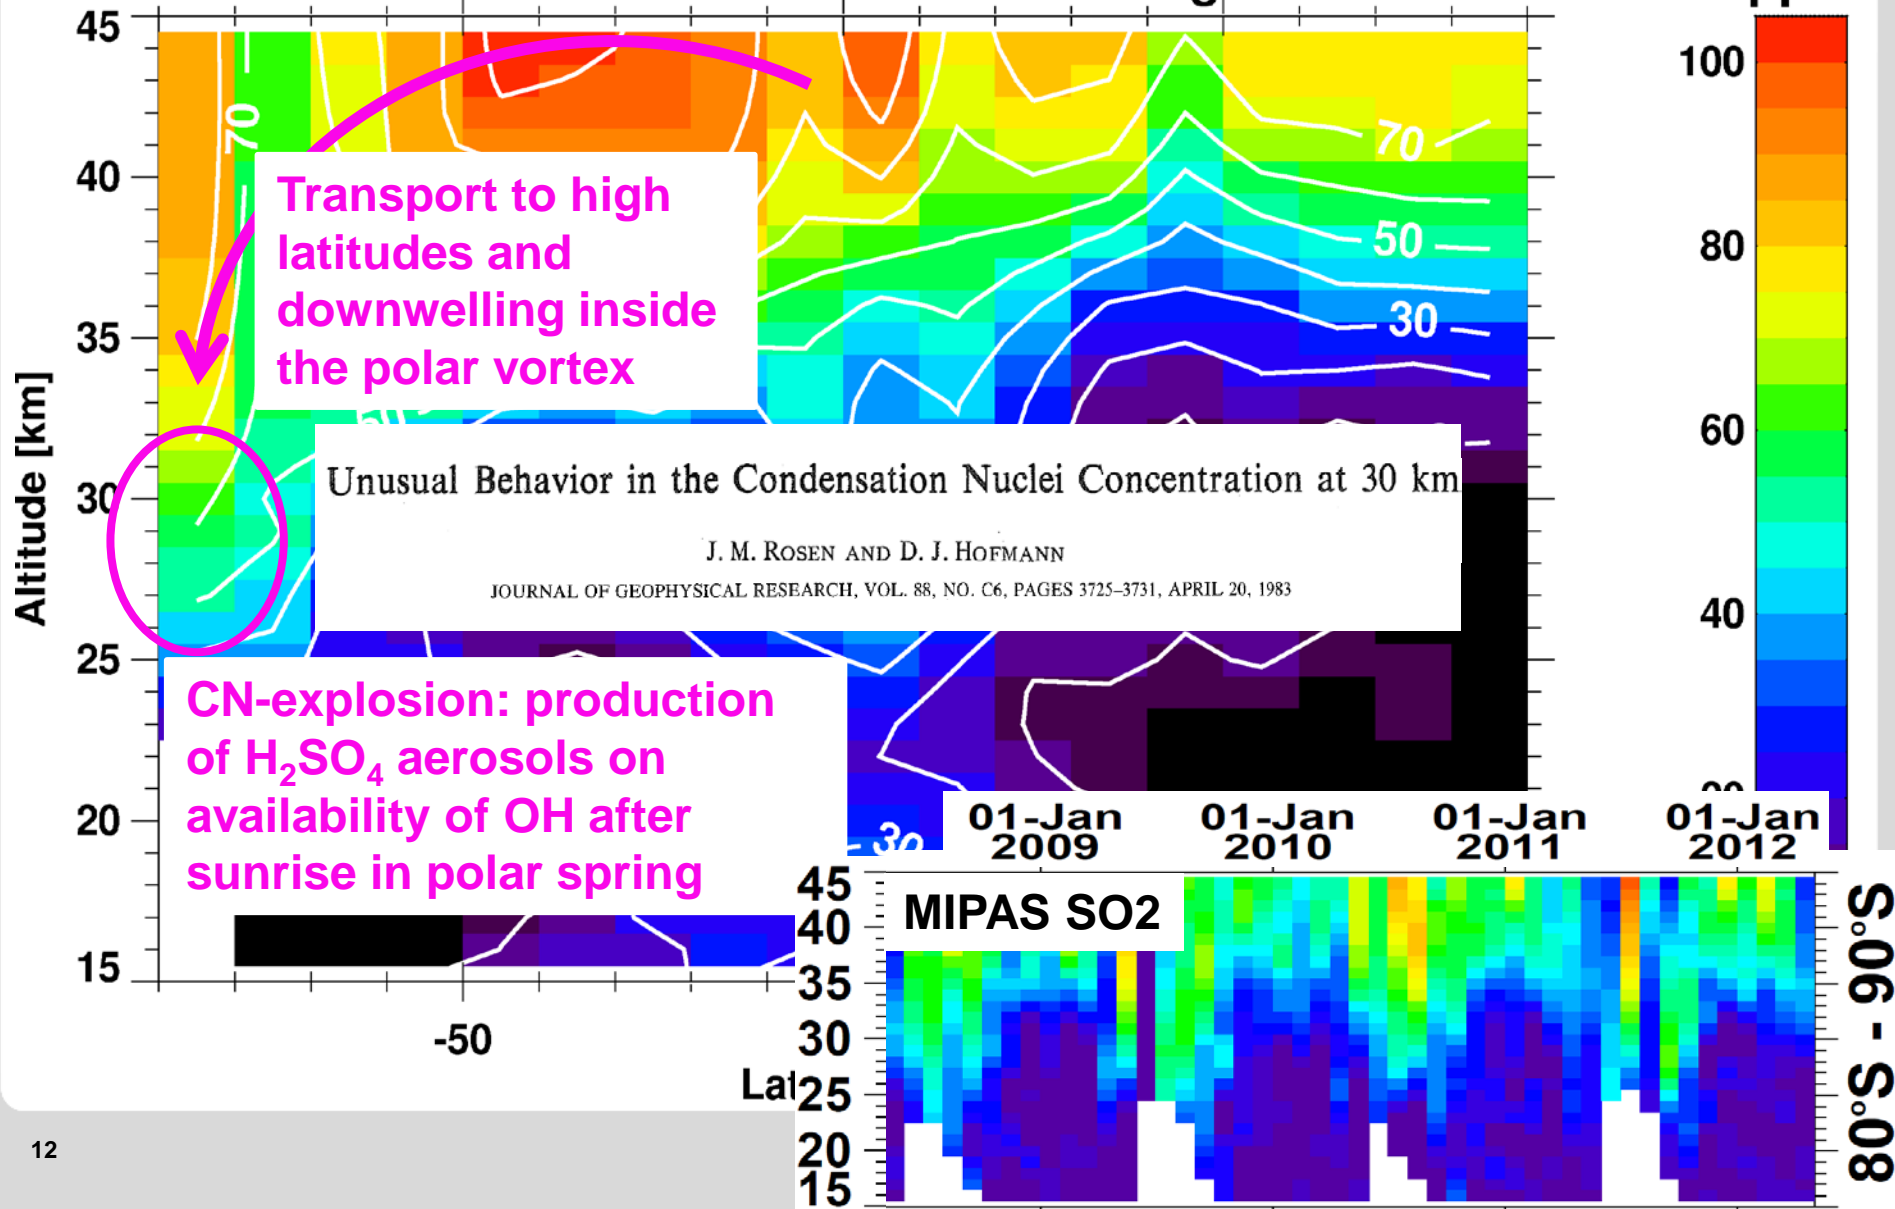 45
40
35
30
25
20
15
Altitude [km]
70
70
50
30
30
100
80
60
40
Transport to high
latitudes and
downwelling inside
the polar vortex
Unusual Behavior in the Condensation Nuclei Concentration at 30 km
J. M. ROSEN AND D. J. HOFMANN
JOURNAL OF GEOPHYSICAL RESEARCH, VOL. 88, NO. C6, PAGES 3725–3731, APRIL 20, 1983
CN-explosion: production
of H₂SO₄ aerosols on
availability of OH after
sunrise in polar spring
-50
01-Jan 01-Jan 01-Jan 01-Jan
2009 2010 2011 2012
MIPAS SO2
45
40
35
30
25
20
15
80°S - 90°S
12